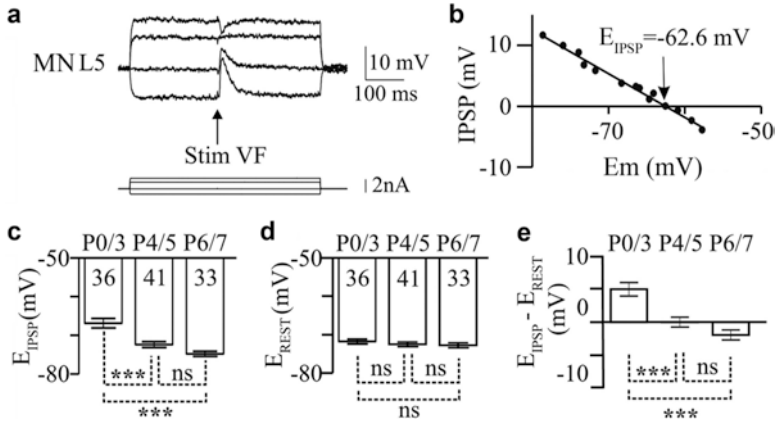 a
MN L5
10 mV
100 ms
Stim VF
2nA
b
IPSP (mV
10
0
-10
-70
-50
Em (mV)
E_IPSP=-62.6 mV
c
P0/3 P4/5 P6/7
-50
36 41 33
E_IPSP(mV)
-80
*** ns
***
d
P0/3 P4/5 P6/7
-50
36 41 33
E_REST(mV)
-80
ns ns
ns
e
P0/3 P4/5 P6/7
E_IPSP - E_REST
(mV)
10
0
-10
*** ns
***